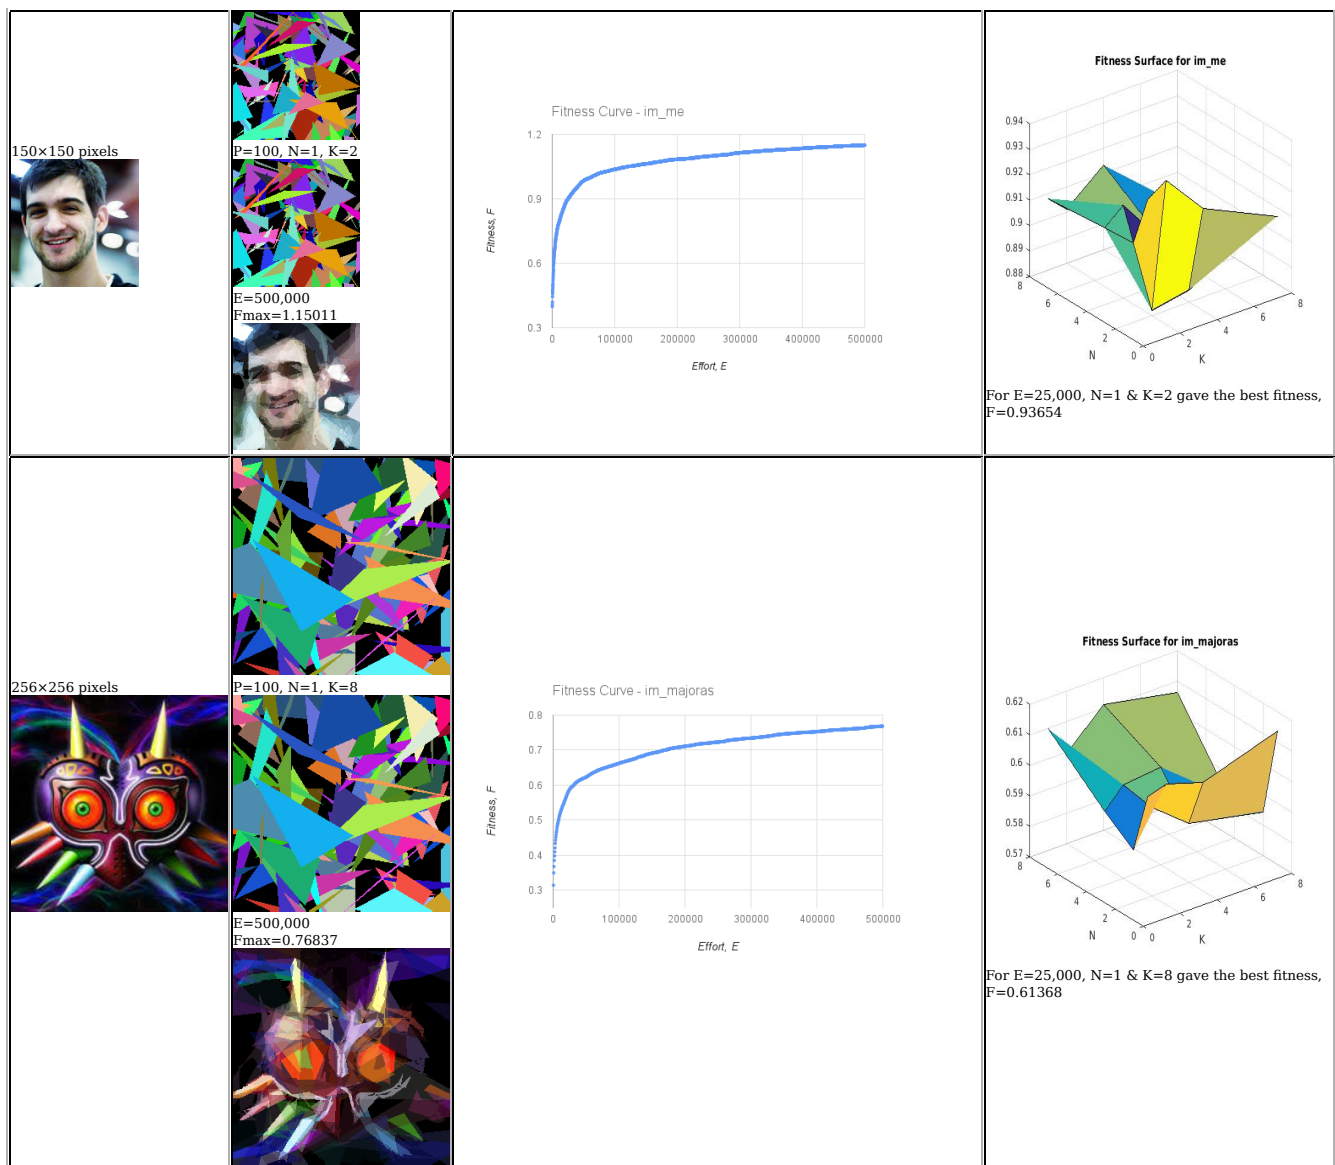 150×150 pixels
P=100, N=1, K=2
E=500,000
Fmax=1.15011
Fitness Curve - im_me
1.2
0.9
0.6
0.3
Fitness, F
0 100000 200000 300000 400000 500000
Effort, E
Fitness Surface for im_me
0.94
0.93
0.92
0.91
0.9
0.89
0.88
8
6
4
2
0
N
0
2
4
6
8
K
For E=25,000, N=1 & K=2 gave the best fitness,
F=0.93654
256×256 pixels
P=100, N=1, K=8
E=500,000
Fmax=0.76837
Fitness Curve - im_majoras
0.8
0.7
0.6
0.5
0.4
0.3
Fitness, F
0 100000 200000 300000 400000 500000
Effort, E
Fitness Surface for im_majoras
0.62
0.61
0.6
0.59
0.58
0.57
8
6
4
2
0
N
0
2
4
6
8
K
For E=25,000, N=1 & K=8 gave the best fitness,
F=0.61368